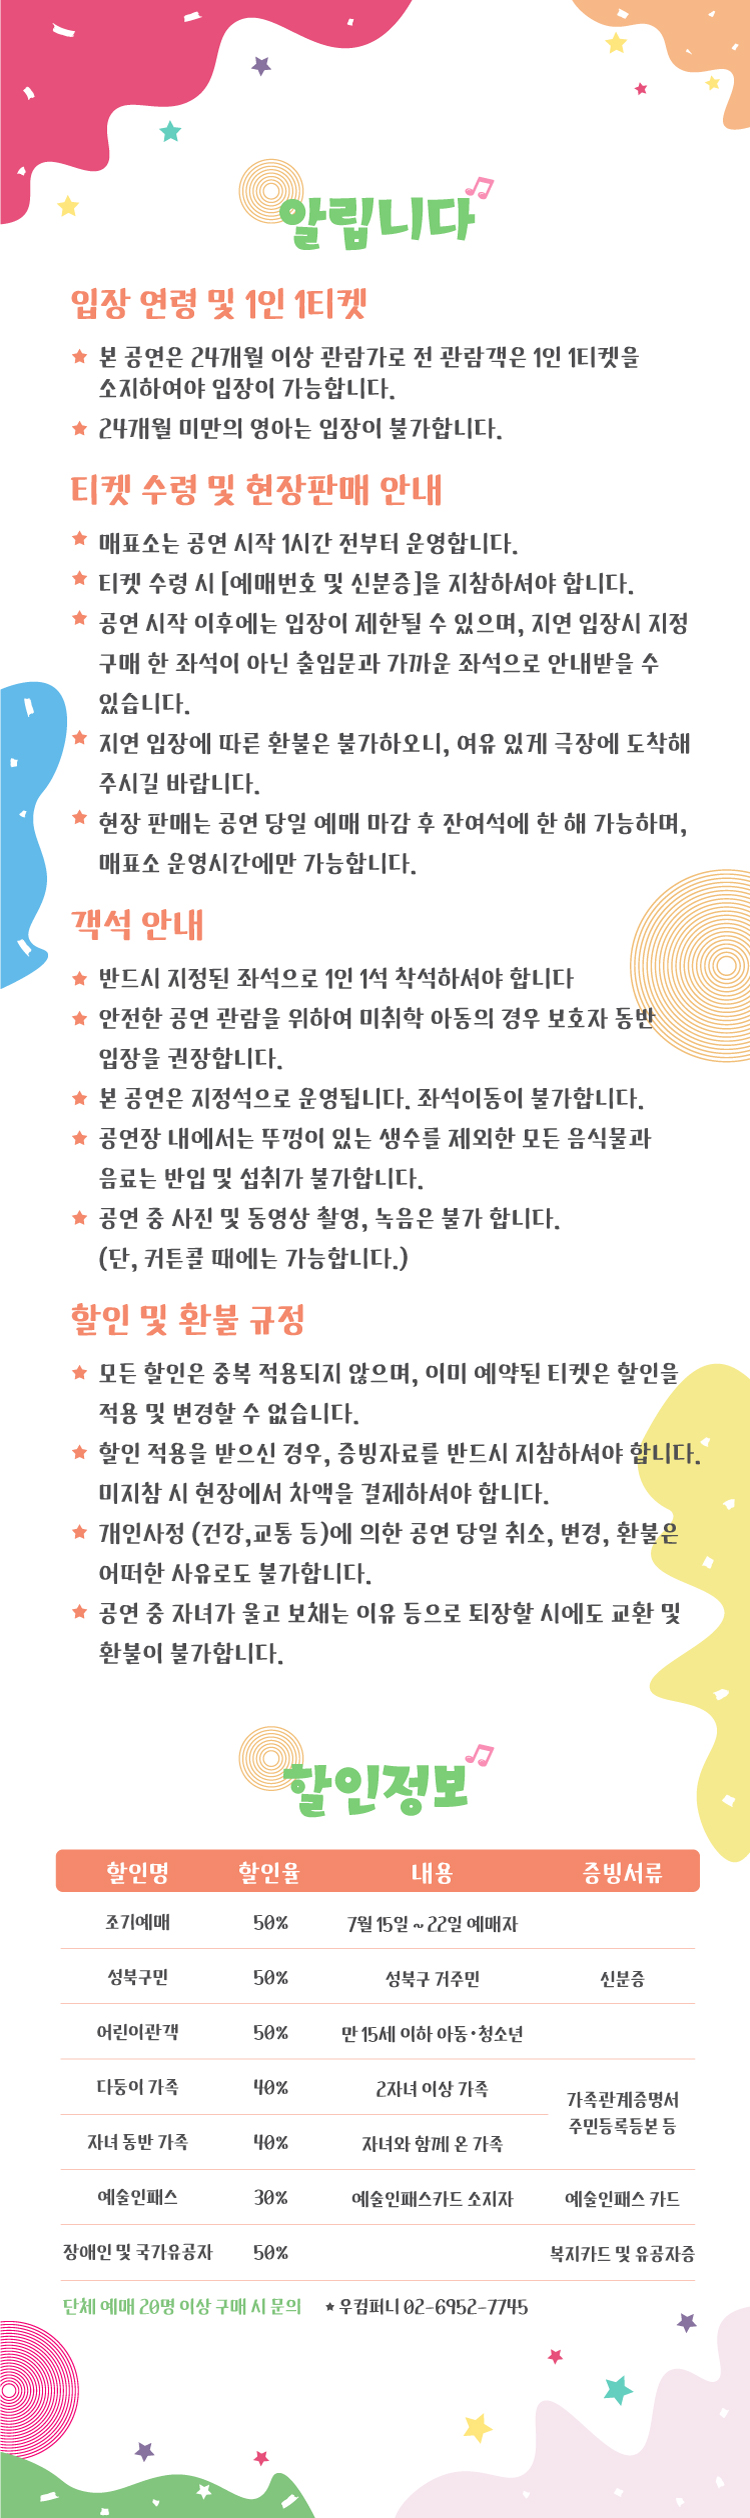 알립니다
입장 연령 및 1인 1티켓
본 공연은 24개월 이상 관람가로 전 관람객은 1인 1티켓을
소지하여야 입장이 가능합니다.
24개월 미만의 영아는 입장이 불가합니다.
티켓 수령 및 현장판매 안내
매표소는 공연 시작 1시간 전부터 운영합니다.
티켓 수령 시 [예매번호 및 신분증]을 지참하셔야 합니다.
공연 시작 이후에는 입장이 제한될 수 있으며, 지연 입장시 지정
구매 한 좌석이 아닌 출입문과 가까운 좌석으로 안내받을 수
있습니다.
지연 입장에 따른 환불은 불가하오니, 여유 있게 극장에 도착해
주시길 바랍니다.
현장 판매는 공연 당일 예매 마감 후 잔여석에 한 해 가능하며,
매표소 운영시간에만 가능합니다.
객석 안내
반드시 지정된 좌석으로 1인 1석 착석하셔야 합니다
안전한 공연 관람을 위하여 미취학 아동의 경우 보호자 동반
입장을 권장합니다.
본 공연은 지정석으로 운영됩니다. 좌석이동이 불가합니다.
공연장 내에서는 뚜껑이 있는 생수를 제외한 모든 음식물과
음료는 반입 및 섭취가 불가합니다.
공연 중 사진 및 동영상 촬영, 녹음은 불가 합니다.
(단, 커튼콜 때에는 가능합니다.)
할인 및 환불 규정
모든 할인은 중복 적용되지 않으며, 이미 예약된 티켓은 할인을
적용 및 변경할 수 없습니다.
할인 적용을 받으신 경우, 증빙자료를 반드시 지참하셔야 합니다.
미지참 시 현장에서 차액을 결제하셔야 합니다.
개인사정 (건강,교통 등)에 의한 공연 당일 취소, 변경, 환불은
어떠한 사유로도 불가합니다.
공연 중 자녀가 울고 보채는 이유 등으로 퇴장할 시에도 교환 및
환불이 불가합니다.
할인정보
할인명 할인율 내용 증빙서류
조기예매 50% 7월 15일 ~ 22일 예매자
성북구민 50% 성북구 거주민 신분증
어린이관객 50% 만 15세 이하 아동·청소년
다둥이 가족 40% 2자녀 이상 가족
가족관계증명서
주민등록등본 등
자녀 동반 가족 40% 자녀와 함께 온 가족
예술인패스 30% 예술인패스카드 소지자 예술인패스 카드
장애인 및 국가유공자 50% 복지카드 및 유공자증
단체 예매 20명 이상 구매 시 문의 ★ 우컴퍼니 02-6952-7745